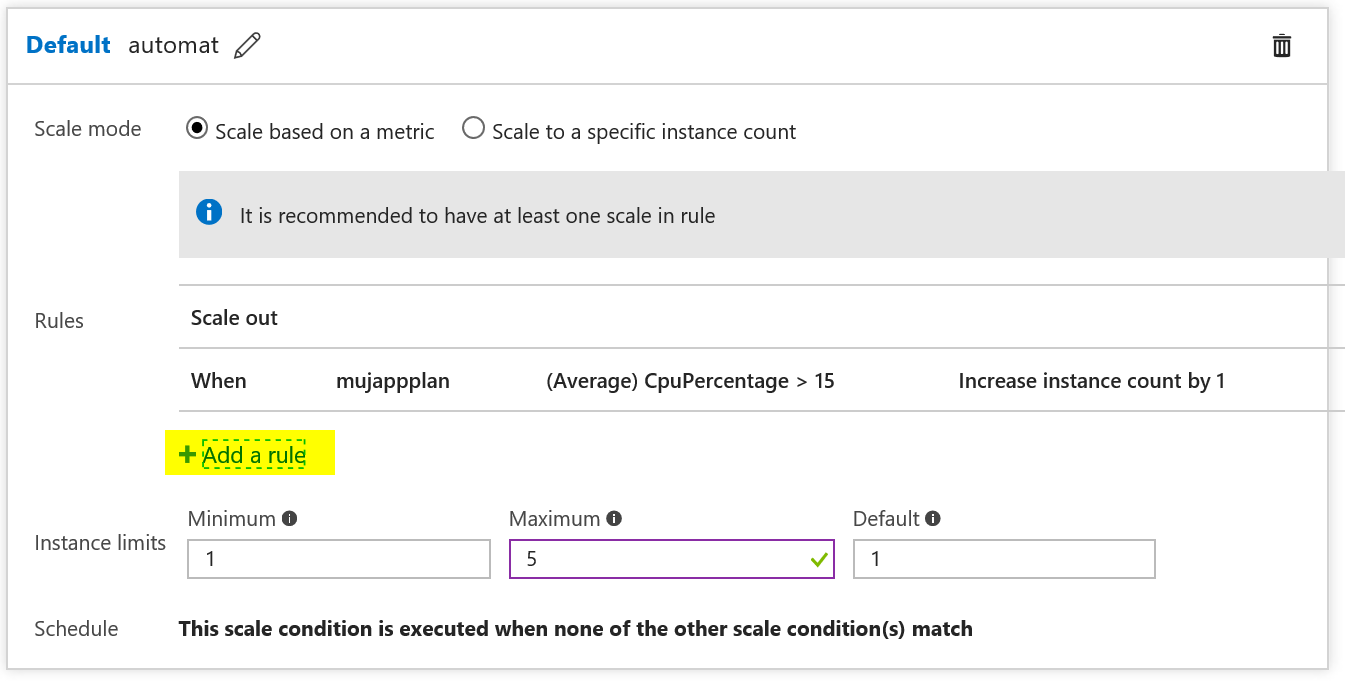 Default automat
Scale mode Scale based on a metric Scale to a specific instance count
It is recommended to have at least one scale in rule
Rules Scale out
When mujappplan (Average) CpuPercentage > 15 Increase instance count by 1
+ Add a rule
Minimum Maximum Default
Instance limits 1 5 1
Schedule This scale condition is executed when none of the other scale condition(s) match